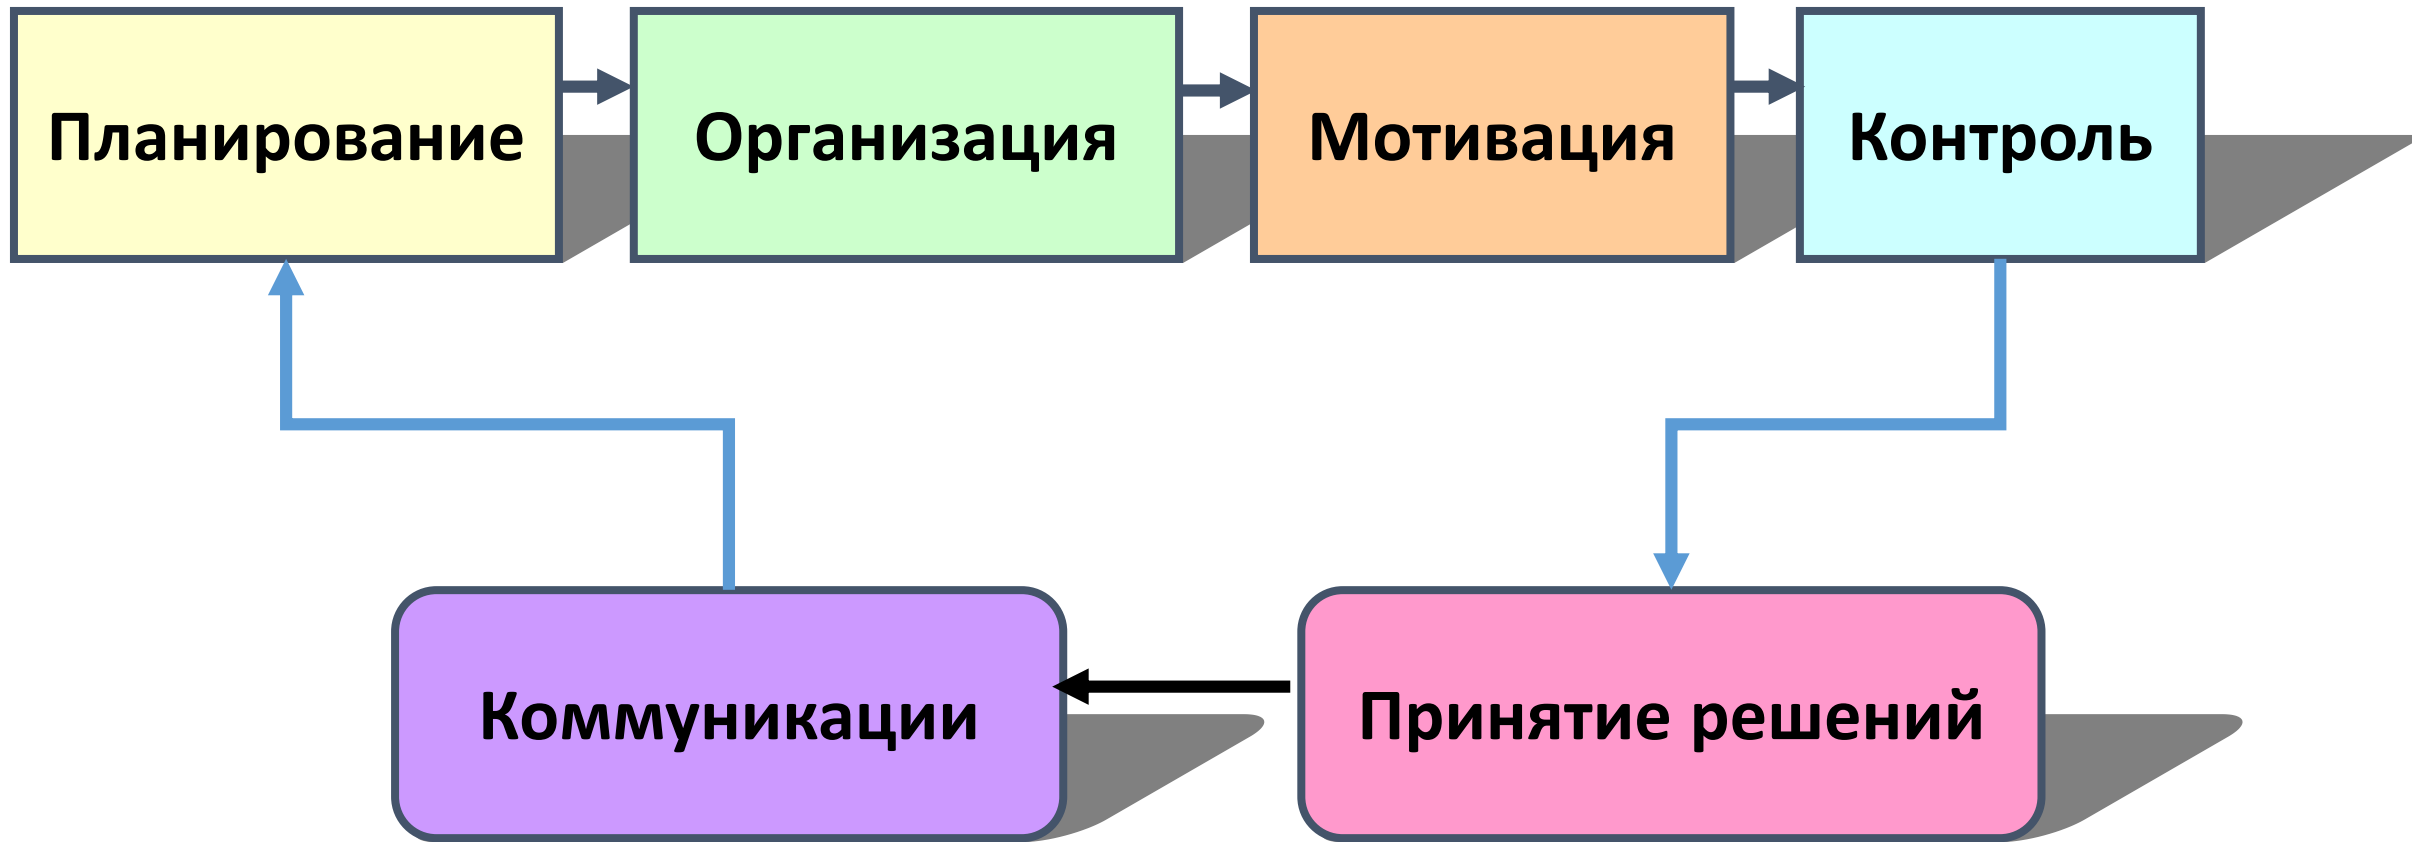 Планирование
Организация
Мотивация
Контроль
Коммуникации
Принятие решений